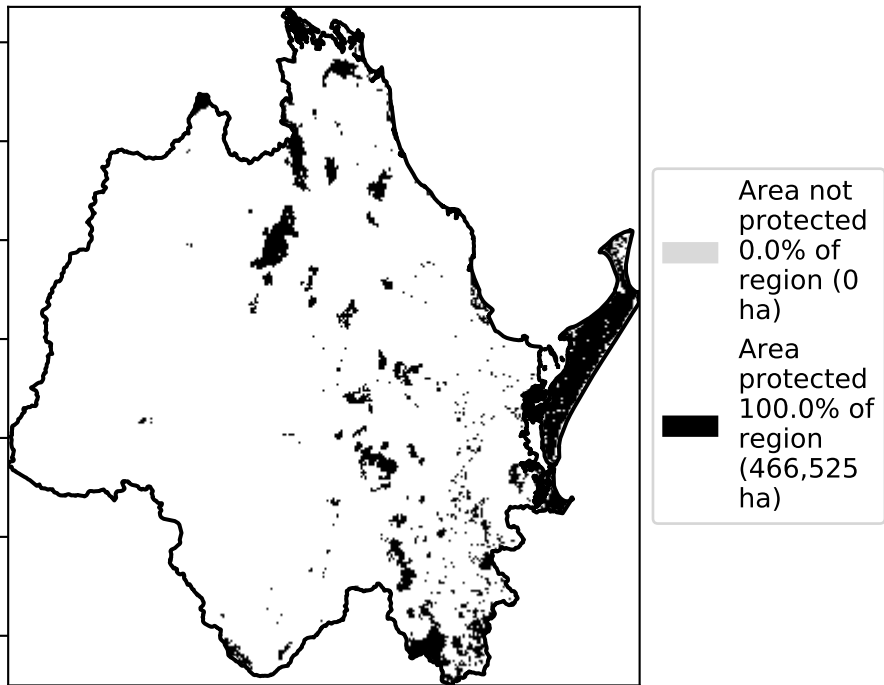 Area not
protected
0.0% of
region (0
ha)
Area
protected
100.0% of
region
(466,525
ha)